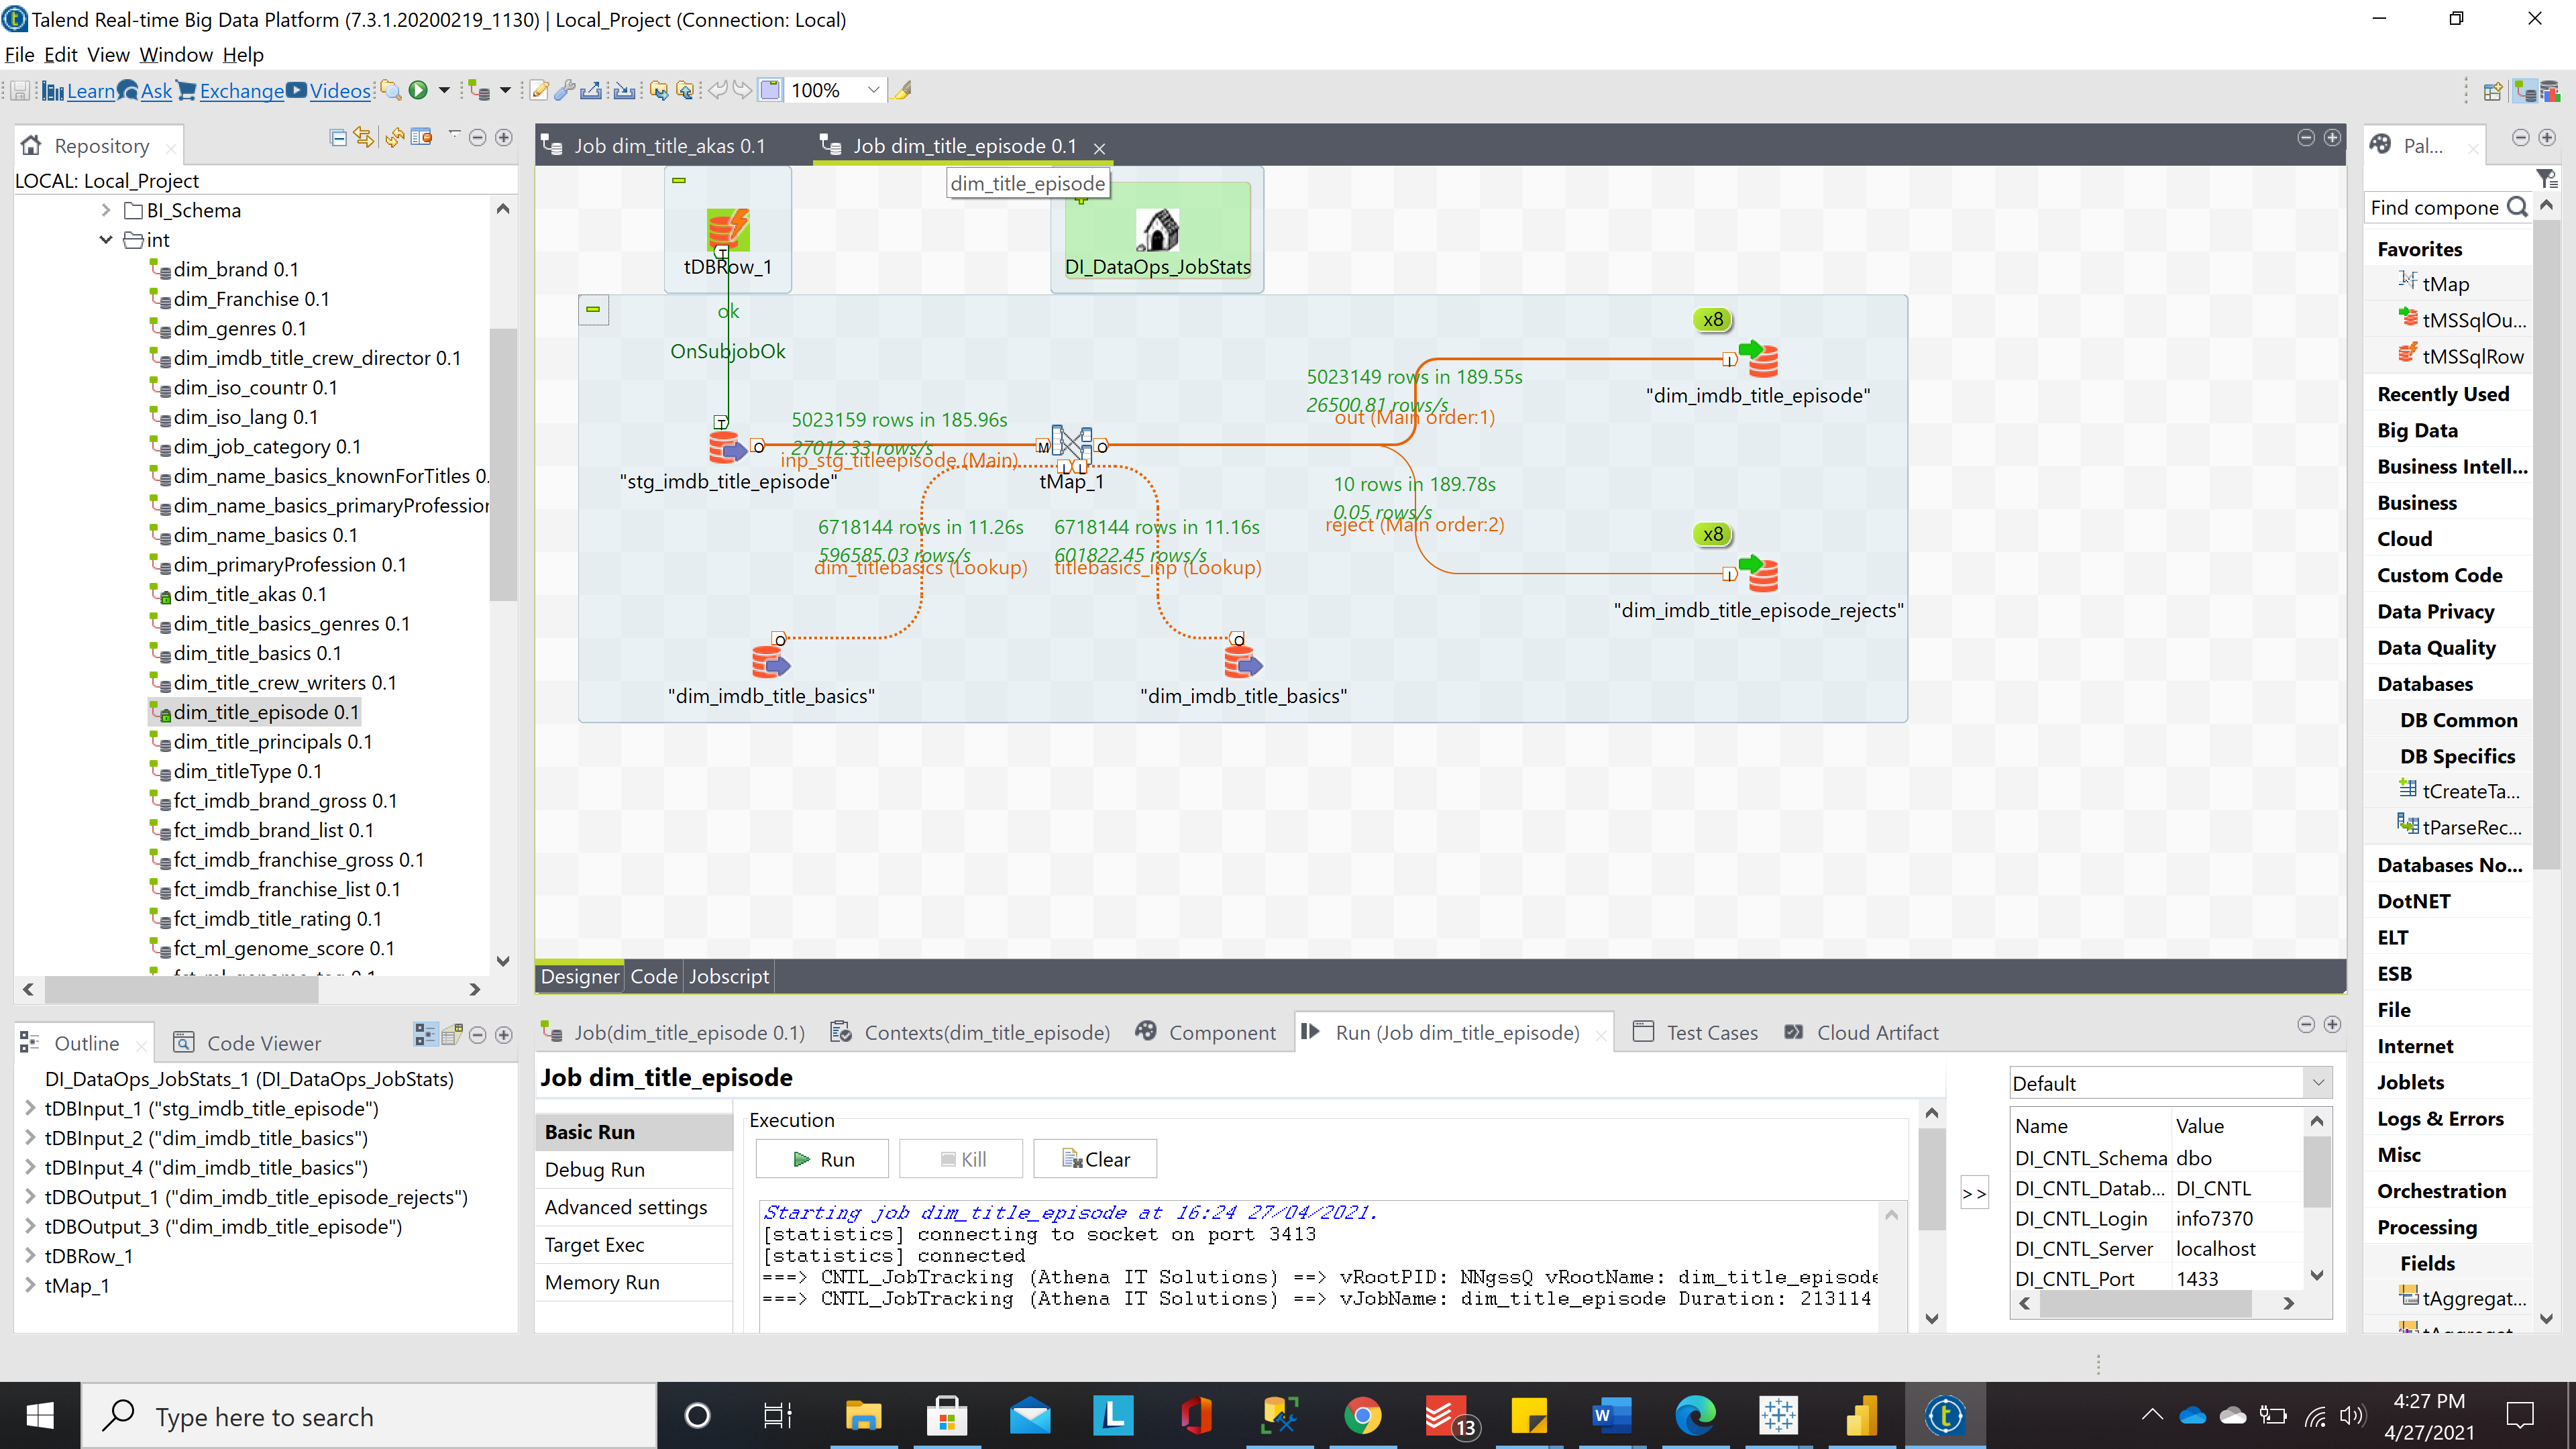 Talend Real-time Big Data Platform (7.3.1.20200219_1130) | Local_Project (Connection: Local)
File Edit View Window Help
Learn Ask Exchange Videos 100%
Repository
LOCAL: Local_Project
BI_Schema
int
dim_brand 0.1
dim_Franchise 0.1
dim_genres 0.1
dim_imdb_title_crew_director 0.1
dim_iso_countr 0.1
dim_iso_lang 0.1
dim_job_category 0.1
dim_name_basics_knownForTitles 0.
dim_name_basics_primaryProfession
dim_name_basics 0.1
dim_primaryProfession 0.1
dim_title_akas 0.1
dim_title_basics_genres 0.1
dim_title_basics 0.1
dim_title_crew_writers 0.1
dim_title_episode 0.1
dim_title_principals 0.1
dim_titleType 0.1
fct_imdb_brand_gross 0.1
fct_imdb_brand_list 0.1
fct_imdb_franchise_gross 0.1
fct_imdb_franchise_list 0.1
fct_imdb_title_rating 0.1
fct_ml_genome_score 0.1
Job dim_title_akas 0.1
Job dim_title_episode 0.1
dim_title_episode
tDBRow_1
DI_DataOps_JobStats
ok
OnSubjobOk
x8
5023149 rows in 189.55s
26500.81 rows/s
out (Main order:1)
"dim_imdb_title_episode"
5023159 rows in 185.96s
27012.33 rows/s
inp_stg_titleepisode (Main)
"stg_imdb_title_episode"
tMap_1
10 rows in 189.78s
0.05 rows/s
reject (Main order:2)
6718144 rows in 11.26s
596585.03 rows/s
dim_titlebasics (Lookup)
6718144 rows in 11.16s
601822.45 rows/s
titlebasics_inp (Lookup)
x8
"dim_imdb_title_episode_rejects"
"dim_imdb_title_basics"
"dim_imdb_title_basics"
Designer Code Jobscript
Pal...
Find compone
Favorites
tMap
tMSSqlOu...
tMSSqlRow
Recently Used
Big Data
Business Intell...
Business
Cloud
Custom Code
Data Privacy
Data Quality
Databases
DB Common
DB Specifics
tCreateTa...
tParseRec...
Databases No...
DotNET
ELT
ESB
File
Internet
Joblets
Logs & Errors
Misc
Orchestration
Processing
Fields
tAggregat...
Outline
Code Viewer
DI_DataOps_JobStats_1 (DI_DataOps_JobStats)
tDBInput_1 ("stg_imdb_title_episode")
tDBInput_2 ("dim_imdb_title_basics")
tDBInput_4 ("dim_imdb_title_basics")
tDBOutput_1 ("dim_imdb_title_episode_rejects")
tDBOutput_3 ("dim_imdb_title_episode")
tDBRow_1
tMap_1
Job(dim_title_episode 0.1)
Contexts(dim_title_episode)
Component
Run (Job dim_title_episode)
Test Cases
Cloud Artifact
Job dim_title_episode
Basic Run
Debug Run
Advanced settings
Target Exec
Memory Run
Execution
Run
Kill
Clear
Starting job dim_title_episode at 16:24 27/04/2021.
[statistics] connecting to socket on port 3413
[statistics] connected
===> CNTL_JobTracking (Athena IT Solutions) ==> vRootPID: NNgssQ vRootName: dim_title_episode
===> CNTL_JobTracking (Athena IT Solutions) ==> vJobName: dim_title_episode Duration: 213114
>>
Default
Name Value
DI_CNTL_Schema dbo
DI_CNTL_Datab... DI_CNTL
DI_CNTL_Login info7370
DI_CNTL_Server localhost
DI_CNTL_Port 1433
Type here to search
13
4:27 PM
4/27/2021